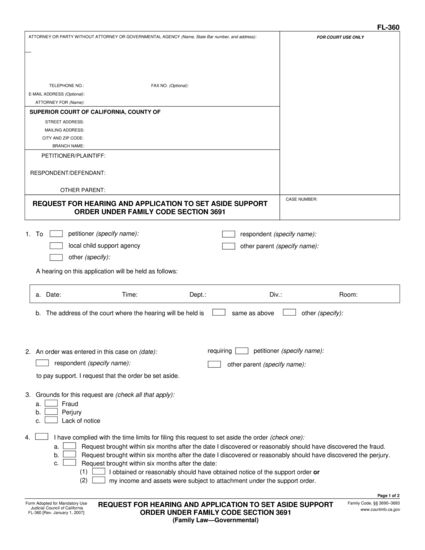 FL-360
ATTORNEY OR PARTY WITHOUT ATTORNEY OR GOVERNMENTAL AGENCY (Name, State Bar number, and address):
FOR COURT USE ONLY
TELEPHONE NO.: FAX NO. (Optional):
E-MAIL ADDRESS (Optional):
ATTORNEY FOR (Name):
SUPERIOR COURT OF CALIFORNIA, COUNTY OF
STREET ADDRESS:
MAILING ADDRESS:
CITY AND ZIP CODE:
BRANCH NAME:
PETITIONER/PLAINTIFF:
RESPONDENT/DEFENDANT:
OTHER PARENT:
REQUEST FOR HEARING AND APPLICATION TO SET ASIDE SUPPORT
ORDER UNDER FAMILY CODE SECTION 3691
CASE NUMBER:
1. To petitioner (specify name): respondent (specify name):
local child support agency other parent (specify name):
other (specify):
A hearing on this application will be held as follows:
a. Date: Time: Dept.: Div.: Room:
b. The address of the court where the hearing will be held is same as above other (specify):
2. An order was entered in this case on (date): requiring petitioner (specify name):
respondent (specify name): other parent (specify name):
to pay support. I request that the order be set aside.
3. Grounds for this request are (check all that apply):
a. Fraud
b. Perjury
c. Lack of notice
4. I have complied with the time limits for filing this request to set aside the order (check one):
a. Request brought within six months after the date I discovered or reasonably should have discovered the fraud.
b. Request brought within six months after the date I discovered or reasonably should have discovered the perjury.
c. Request brought within six months after the date:
(1) I obtained or reasonably should have obtained notice of the support order or
(2) my income and assets were subject to attachment under the support order.
Page 1 of 2
Form Adopted for Mandatory Use
Judicial Council of California
FL-360 [Rev. January 1, 2007]
REQUEST FOR HEARING AND APPLICATION TO SET ASIDE SUPPORT
ORDER UNDER FAMILY CODE SECTION 3691
(Family Law—Governmental)
Family Code, §§ 3690–3693
www.courtinfo.ca.gov